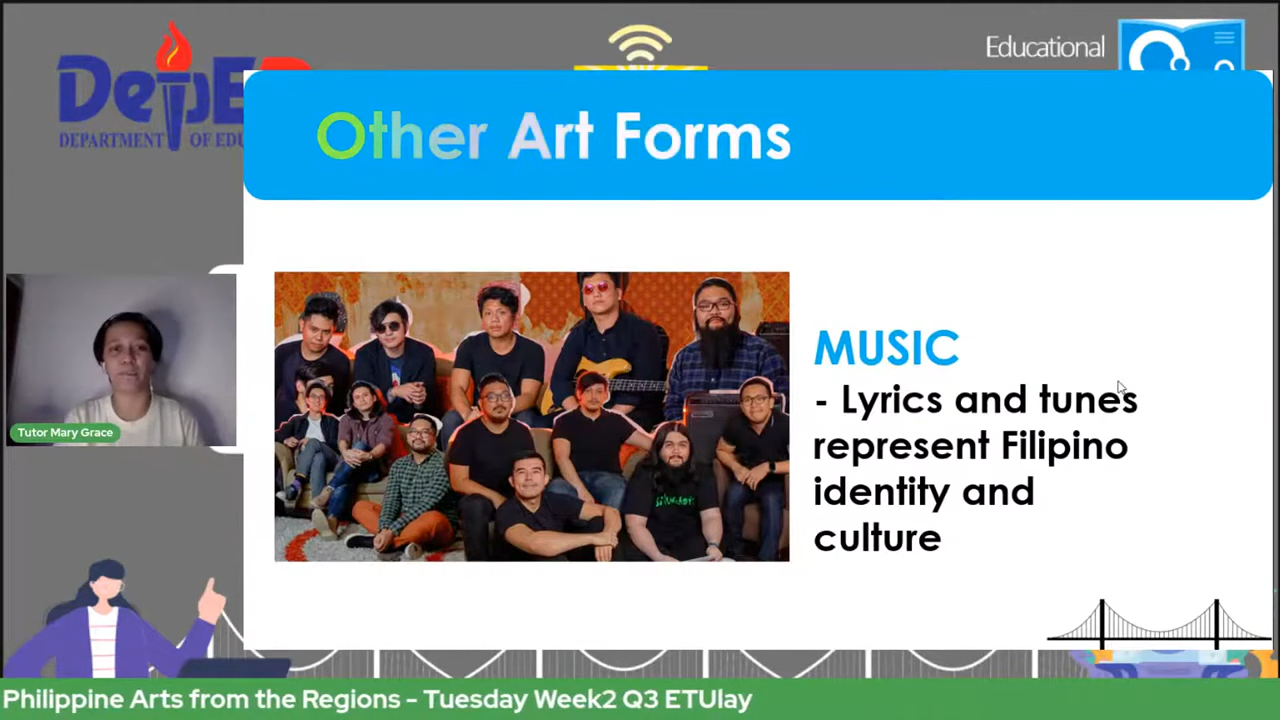 DepE
DEPARTMENT OF EDU
Educational
Other Art Forms
MUSIC
- Lyrics and tunes
represent Filipino
identity and
culture
Tutor Mary Grace
Philippine Arts from the Regions - Tuesday Week2 Q3 ETUlay